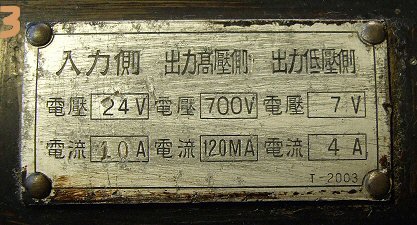 3
入力側 出力高壓側 出力低壓側
電壓 24V 電壓 700V 電壓 7V
電流 10A 電流 120MA 電流 4A
T-2003